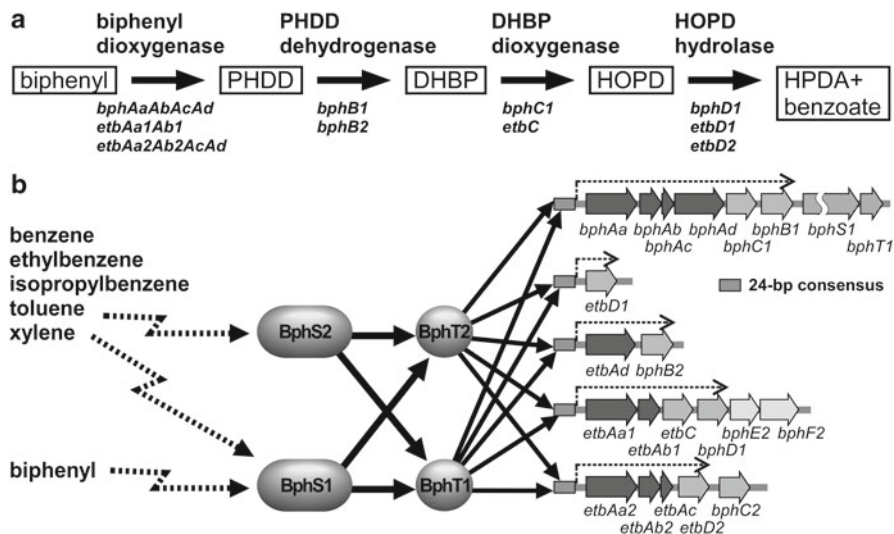 a
biphenyl dioxygenase
PHDD dehydrogenase
DHBP dioxygenase
HOPD hydrolase
biphenyl
PHDD
DHBP
HOPD
HPDA+
benzoate
bphAaAbAcAd
etbAa1Ab1
etbAa2Ab2AcAd
bphB1
bphB2
bphC1
etbC
bphD1
etbD1
etbD2
b
benzene
ethylbenzene
isopropylbenzene
toluene
xylene
biphenyl
BphS2
BphT2
BphS1
BphT1
bphAa bphAb bphAd bphB1 bphS1
bphAc bphC1 bphT1
etbD1
24-bp consensus
etbAd bphB2
etbAa1 etbC bphE2 bphF2
etbAb1 bphD1
etbAa2 etbAc bphC2
etbAb2 etbD2